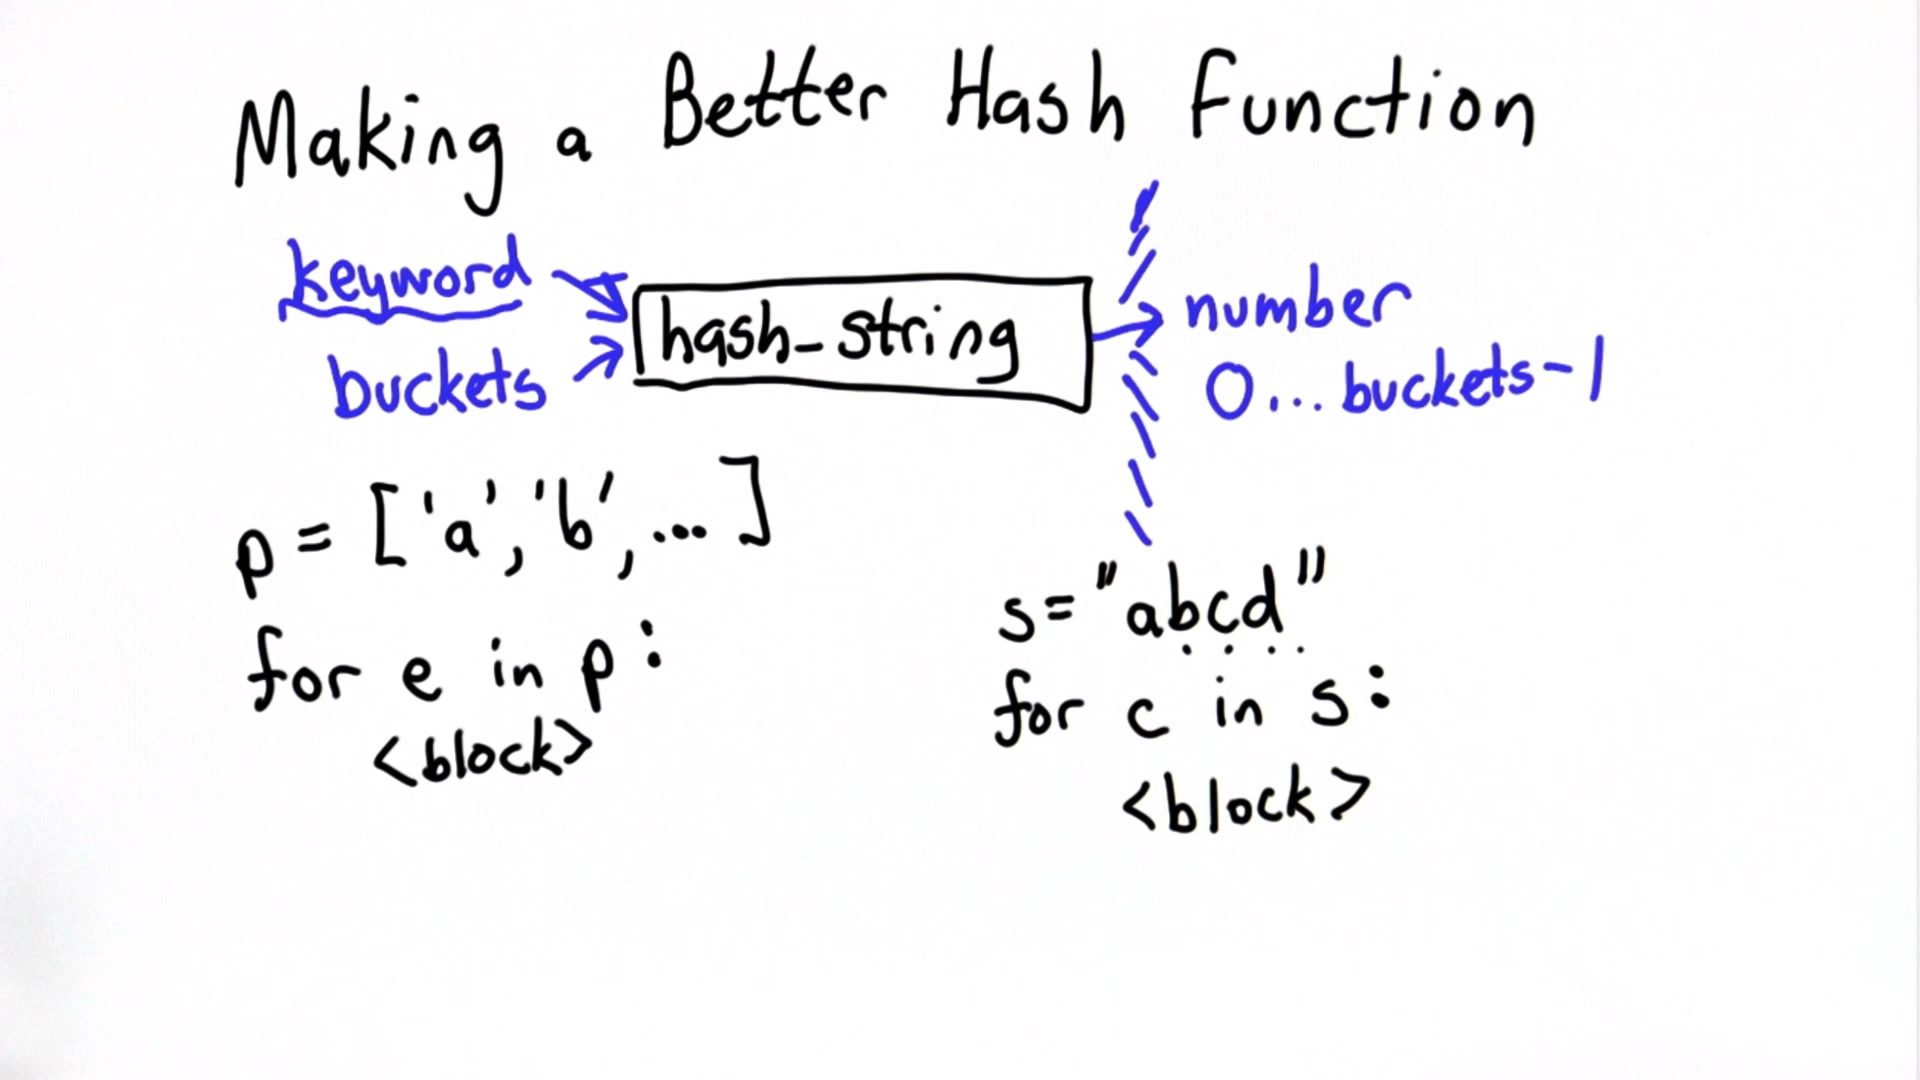 Making a Better Hash Function
keyword
buckets
hash_string
number
0...buckets-1
p = ['a', 'b', ...]
for e in p:
<block>
s = "abcd"
for c in s:
<block>